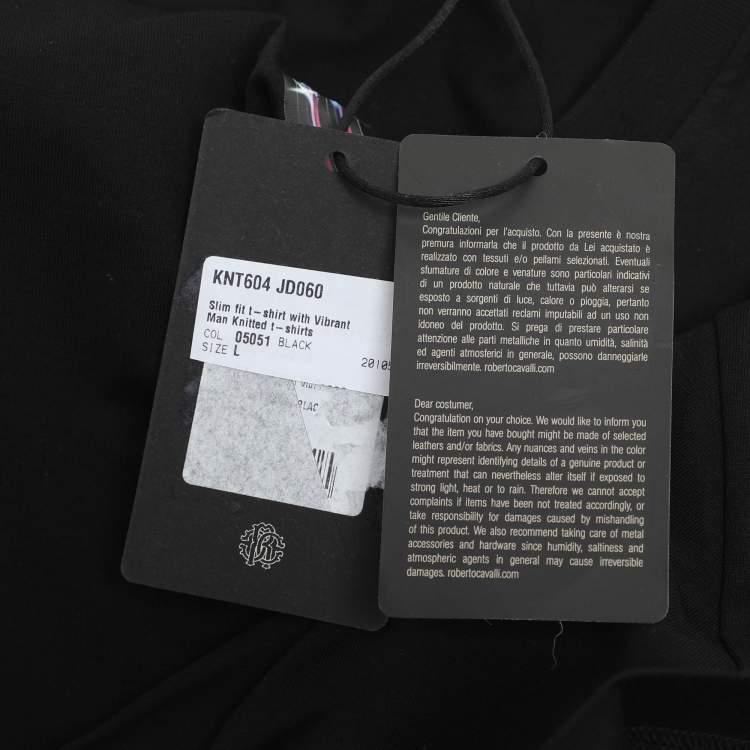 KNT604 JD060
Slim fit t-shirt with Vibrant
Man Knitted t-shirts
COL 05051 BLACK
SIZE L
20105
BLAC
Gentile Cliente,
Congratulazioni per l'acquisto. Con la presente è nostra
premura informarla che il prodotto da Lei acquistato è
realizzato con tessuti e/o pellami selezionati. Eventuali
sfumature di colore e venature sono particolari indicativi
di un prodotto naturale che tuttavia può alterarsi se
esposto a sorgenti di luce, calore o pioggia, pertanto
non verranno accettati reclami imputabili ad un uso non
idoneo del prodotto. Si prega di prestare particolare
attenzione alle parti metalliche in quanto umidità, salinità
ed agenti atmosferici in generale, possono danneggiarle
irreversibilmente. robertocavalli.com
Dear costumer,
Congratulation on your choice. We would like to inform you
that the item you have bought might be made of selected
leathers and/or fabrics. Any nuances and veins in the color
might represent identifying details of a genuine product or
treatment that can nevertheless alter itself if exposed to
strong light, heat or to rain. Therefore we cannot accept
complaints if items have been not treated accordingly, or
take responsibility for damages caused by mishandling
of this product. We also recommend taking care of metal
accessories and hardware since humidity, saltiness and
atmospheric agents in general may cause irreversible
damages. robertocavalli.com